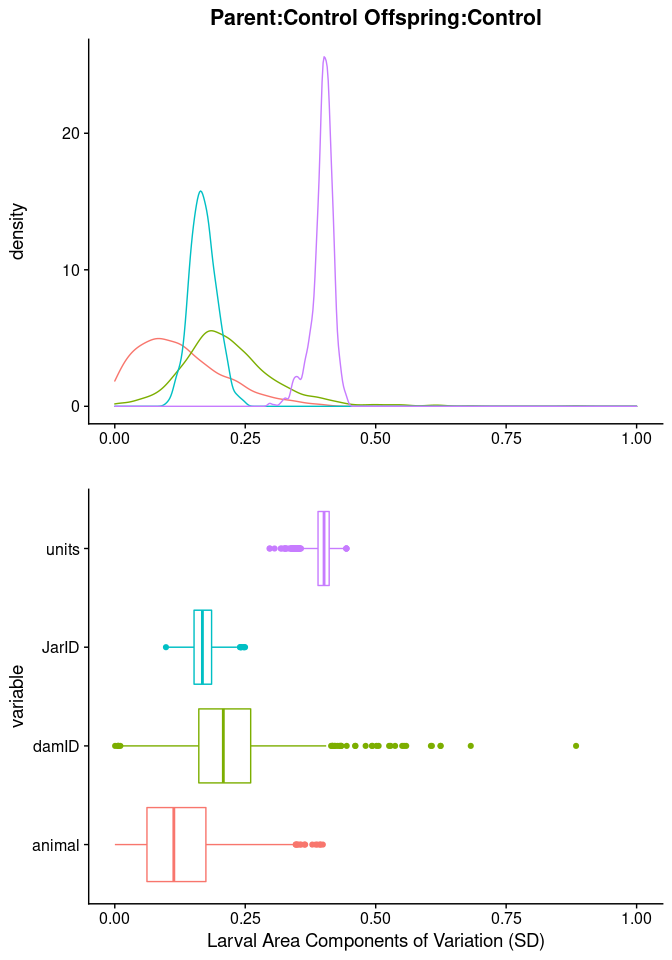 Parent:Control Offspring:Control
density
20
10
0
0.00 0.25 0.50 0.75 1.00
variable
units
JarID
damID
animal
0.00 0.25 0.50 0.75 1.00
Larval Area Components of Variation (SD)